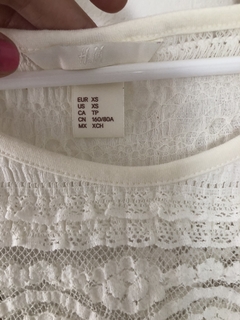 EUR XS
US XS
CA TP
CN 160/80A
MX XCH